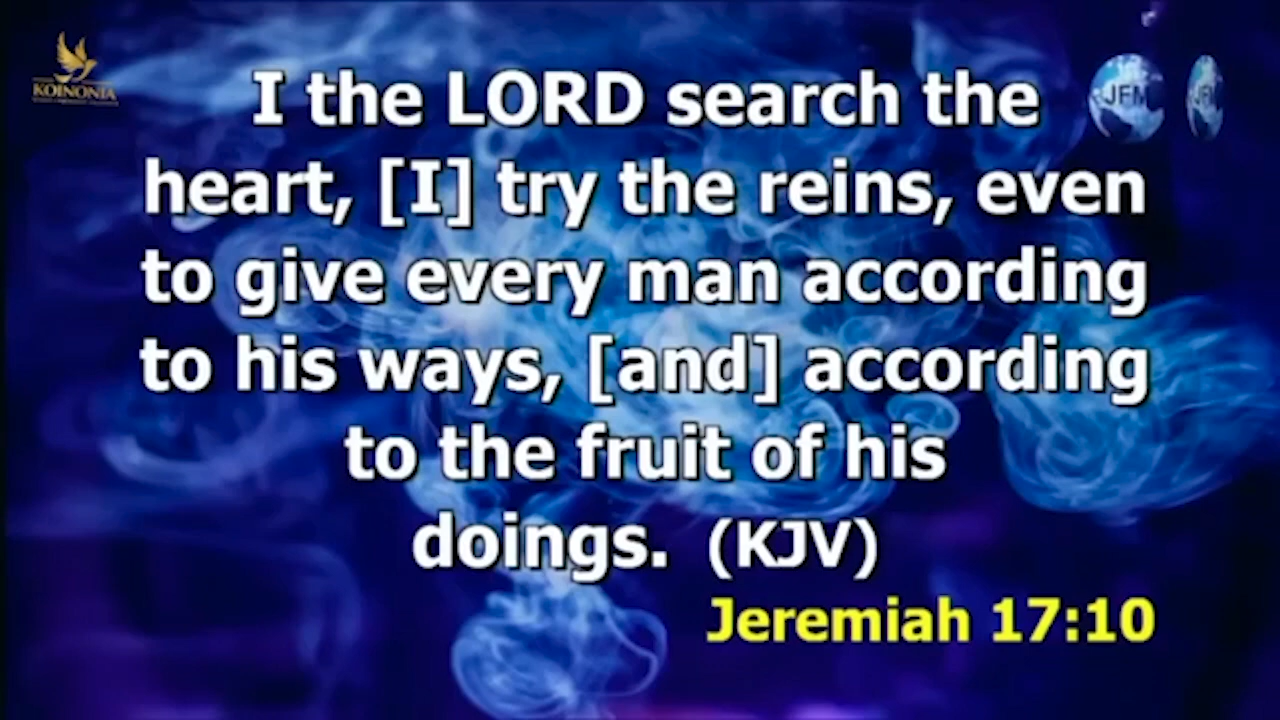 KOINONIA
JFM
JFM
I the LORD search the
heart, [I] try the reins, even
to give every man according
to his ways, [and] according
to the fruit of his
doings. (KJV)
Jeremiah 17:10